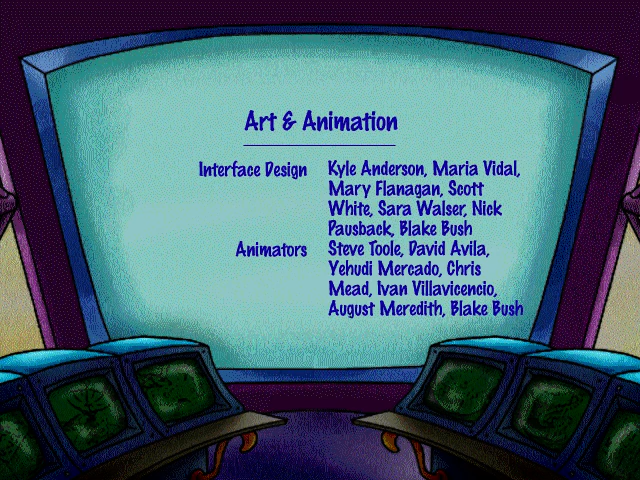 Art & Animation
Interface Design Kyle Anderson, Maria Vidal,
Mary Flanagan, Scott
White, Sara Walser, Nick
Pausback, Blake Bush
Animators Steve Toole, David Avila,
Yehudi Mercado, Chris
Mead, Ivan Villavicencio,
August Meredith, Blake Bush